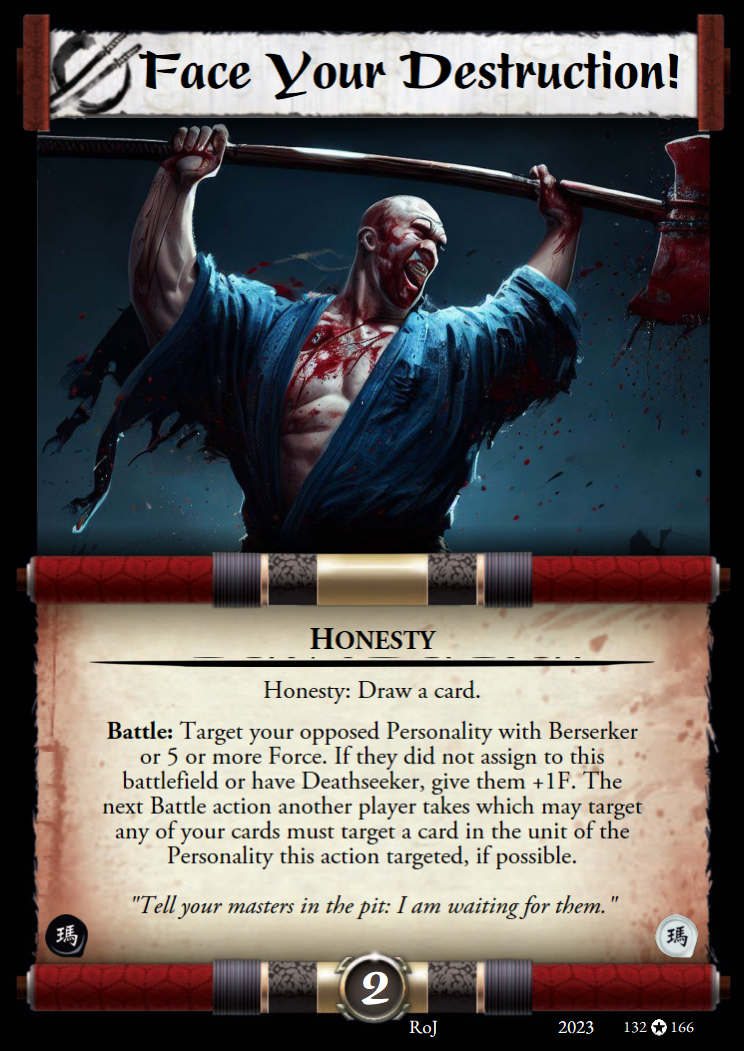 Face Your Destruction!
HONESTY
Honesty: Draw a card.
Battle: Target your opposed Personality with Berserker
or 5 or more Force. If they did not assign to this
battlefield or have Deathseeker, give them +1F. The
next Battle action another player takes which may target
any of your cards must target a card in the unit of the
Personality this action targeted, if possible.
"Tell your masters in the pit: I am waiting for them."
瑪 瑪
2
RoJ 2023 132 166